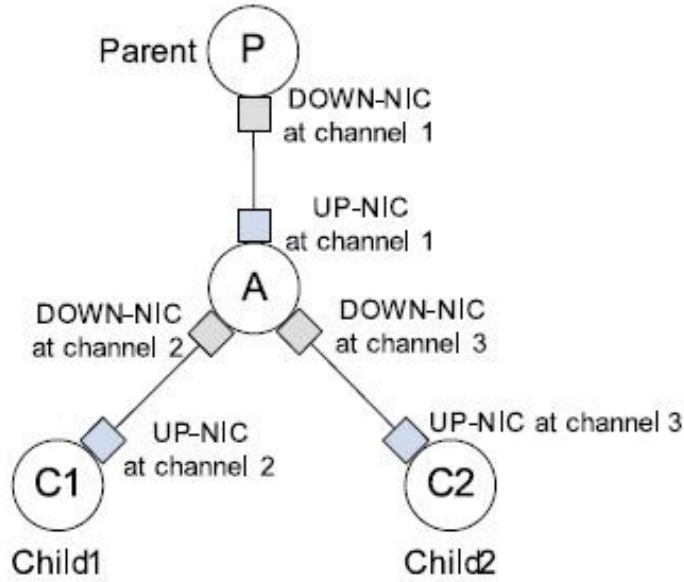 Parent
P
DOWN-NIC
at channel 1
UP-NIC
at channel 1
A
DOWN-NIC
at channel 2
DOWN-NIC
at channel 3
UP-NIC
at channel 2
UP-NIC at channel 3
C1
C2
Child1
Child2